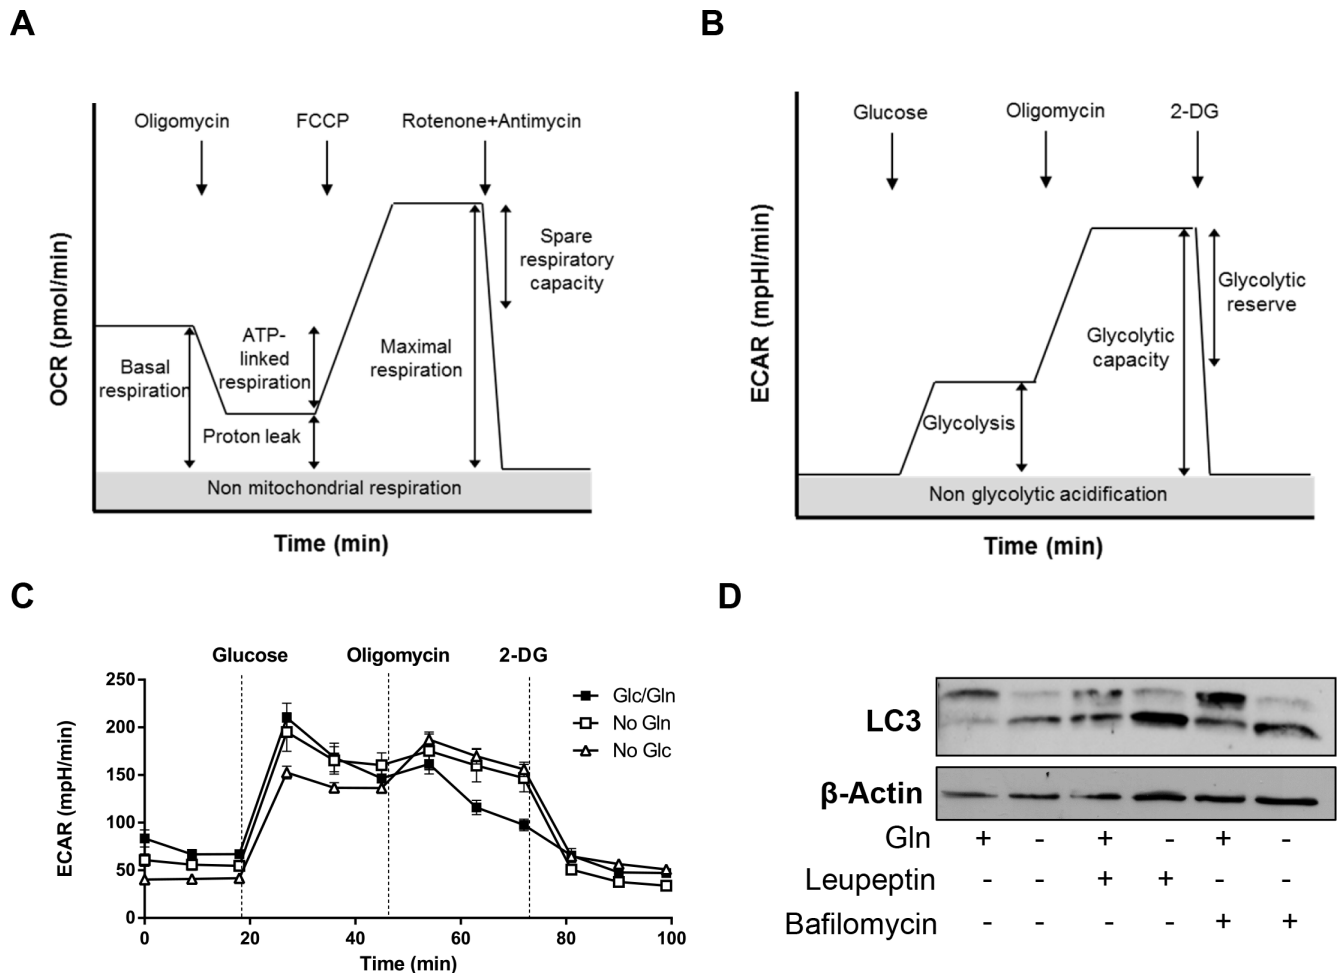 A
Oligomycin
FCCP
Rotenone+Antimycin
OCR (pmol/min)
Basal
respiration
ATP-
linked
respiration
Proton leak
Maximal
respiration
Spare
respiratory
capacity
Non mitochondrial respiration
Time (min)
B
Glucose
Oligomycin
2-DG
ECAR (mpHl/min)
Glycolysis
Glycolytic
capacity
Glycolytic
reserve
Non glycolytic acidification
Time (min)
C
Glucose
Oligomycin
2-DG
ECAR (mpH/min)
250
200
150
100
50
0
Glc/Gln
No Gln
No Glc
0
20
40
60
80
100
Time (min)
D
LC3
β-Actin
Gln + - + - + -
Leupeptin - - + + - -
Bafilomycin - - - - + +